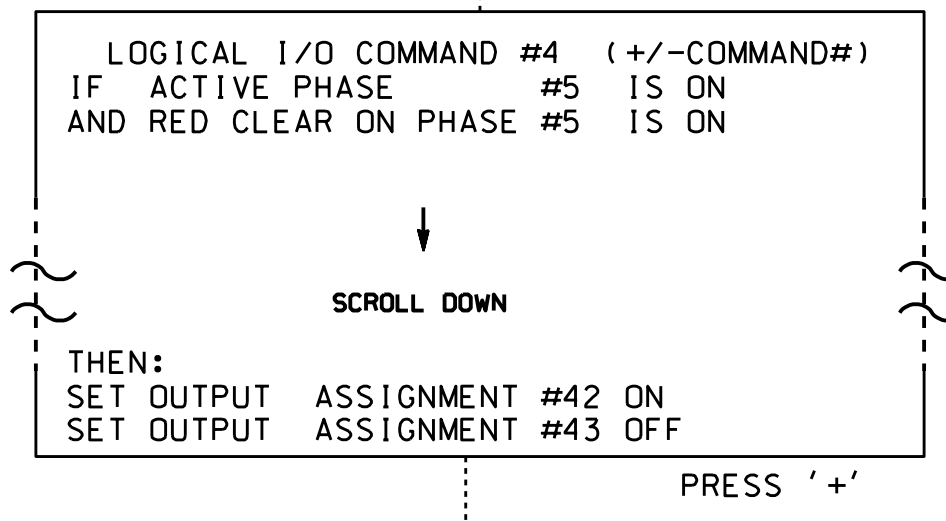 LOGICAL I/O COMMAND #4 (+/-COMMAND#)
IF ACTIVE PHASE #5 IS ON
AND RED CLEAR ON PHASE #5 IS ON
SCROLL DOWN
THEN:
SET OUTPUT ASSIGNMENT #42 ON
SET OUTPUT ASSIGNMENT #43 OFF
PRESS '+'